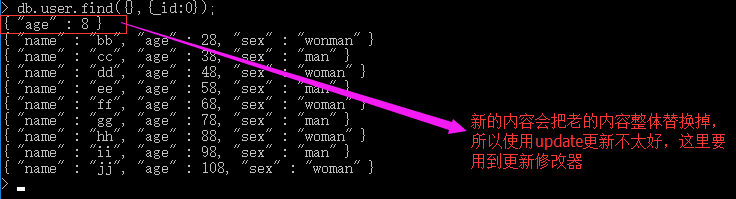 > db.user.find({},{_id:0});
{ "age" : 8 }
{ "name" : "bb", "age" : 28, "sex" : "wonman" }
{ "name" : "cc", "age" : 38, "sex" : "man" }
{ "name" : "dd", "age" : 48, "sex" : "woman" }
{ "name" : "ee", "age" : 58, "sex" : "man" }
{ "name" : "ff", "age" : 68, "sex" : "woman" }
{ "name" : "gg", "age" : 78, "sex" : "man" }
{ "name" : "hh", "age" : 88, "sex" : "woman" }
{ "name" : "ii", "age" : 98, "sex" : "man" }
{ "name" : "jj", "age" : 108, "sex" : "woman" }
>
新的内容会把老的内容整体替换掉，
所以使用update更新不太好，这里要
用到更新修改器